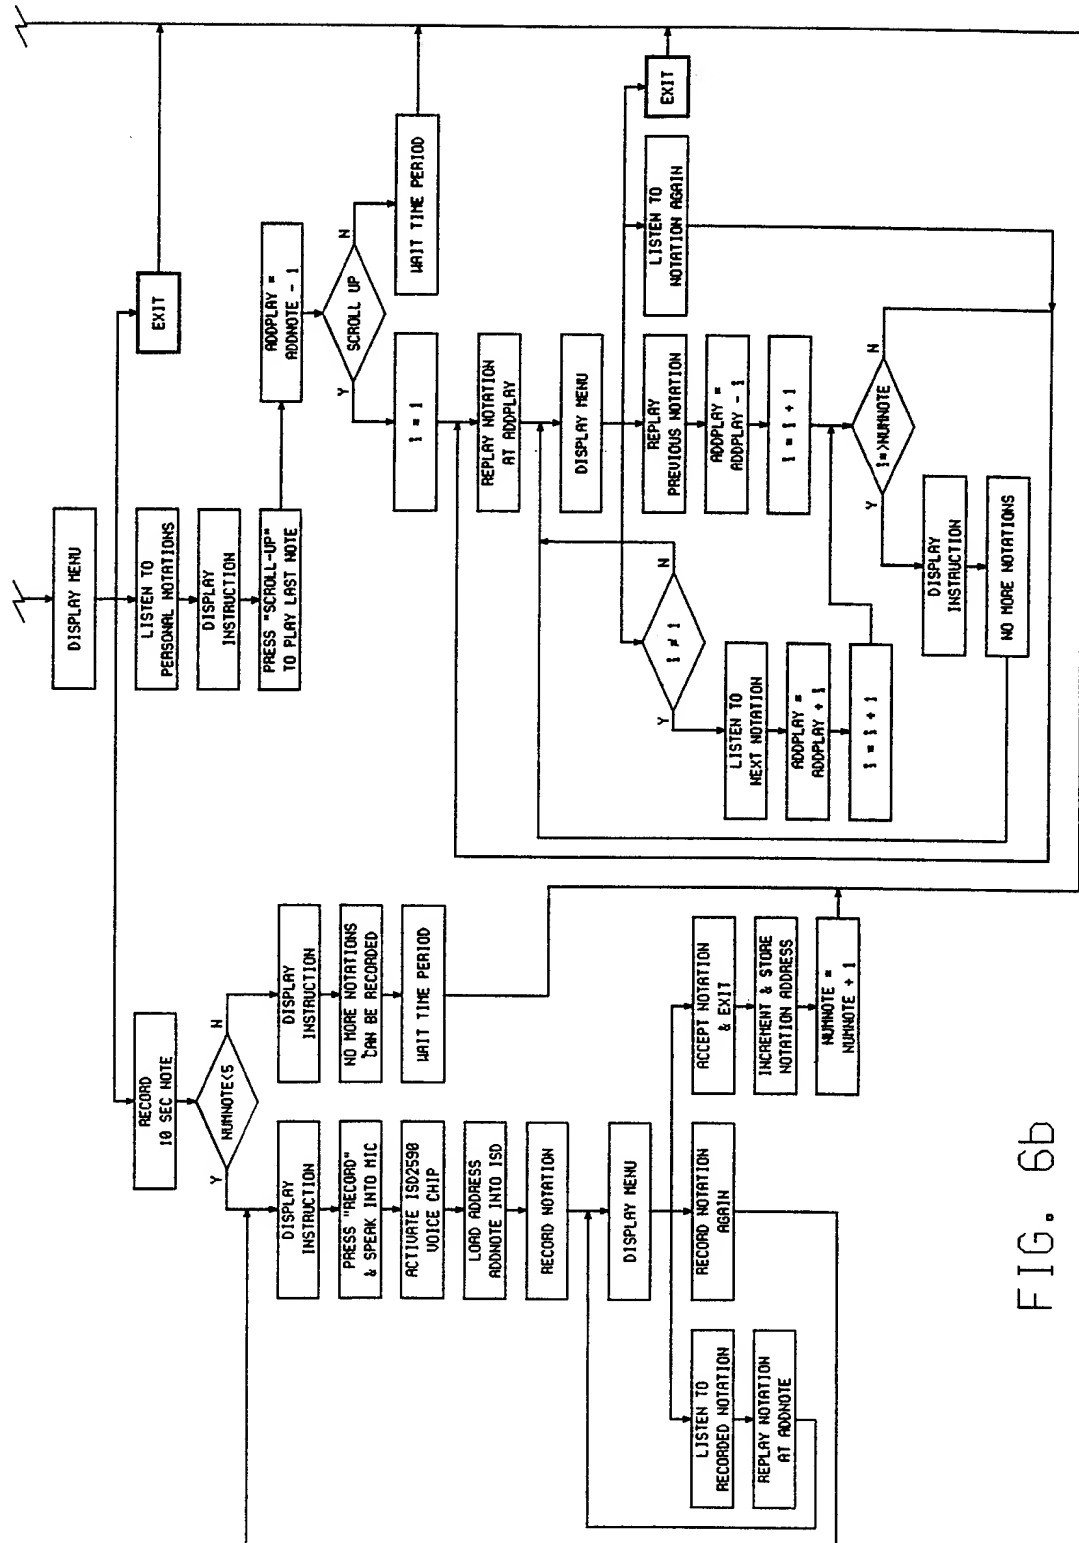 DISPLAY MENU
RECORD
10 SEC NOTE
LISTEN TO
PERSONAL NOTATIONS
EXIT
NUMNOTE<5
Y
N
DISPLAY
INSTRUCTION
PRESS "SCROLL-UP"
TO PLAY LAST NOTE
ADDPLAY =
ADDNOTE - 1
SCROLL UP
Y
N
WAIT TIME PERIOD
DISPLAY
INSTRUCTION
PRESS "RECORD"
& SPEAK INTO MIC
ACTIVATE ISD2590
VOICE CHIP
LOAD ADDRESS
ADDNOTE INTO ISD
RECORD NOTATION
DISPLAY MENU
DISPLAY
INSTRUCTION
NO MORE NOTATIONS
CAN BE RECORDED
WAIT TIME PERIOD
LISTEN TO
RECORDED NOTATION
REPLAY NOTATION
AT ADDNOTE
RECORD NOTATION
AGAIN
ACCEPT NOTATION
& EXIT
INCREMENT & STORE
NOTATION ADDRESS
NUMNOTE =
NUMNOTE + 1
i = 1
REPLAY NOTATION
AT ADDPLAY
DISPLAY MENU
i ≠ 1
Y
N
LISTEN TO
NEXT NOTATION
ADDPLAY =
ADDPLAY + i
i = i + 1
REPLAY
PREVIOUS NOTATION
ADDPLAY =
ADDPLAY - i
i = i + 1
LISTEN TO
NOTATION AGAIN
EXIT
i=>NUMNOTE
Y
N
DISPLAY
INSTRUCTION
NO MORE NOTATIONS
FIG. 6b